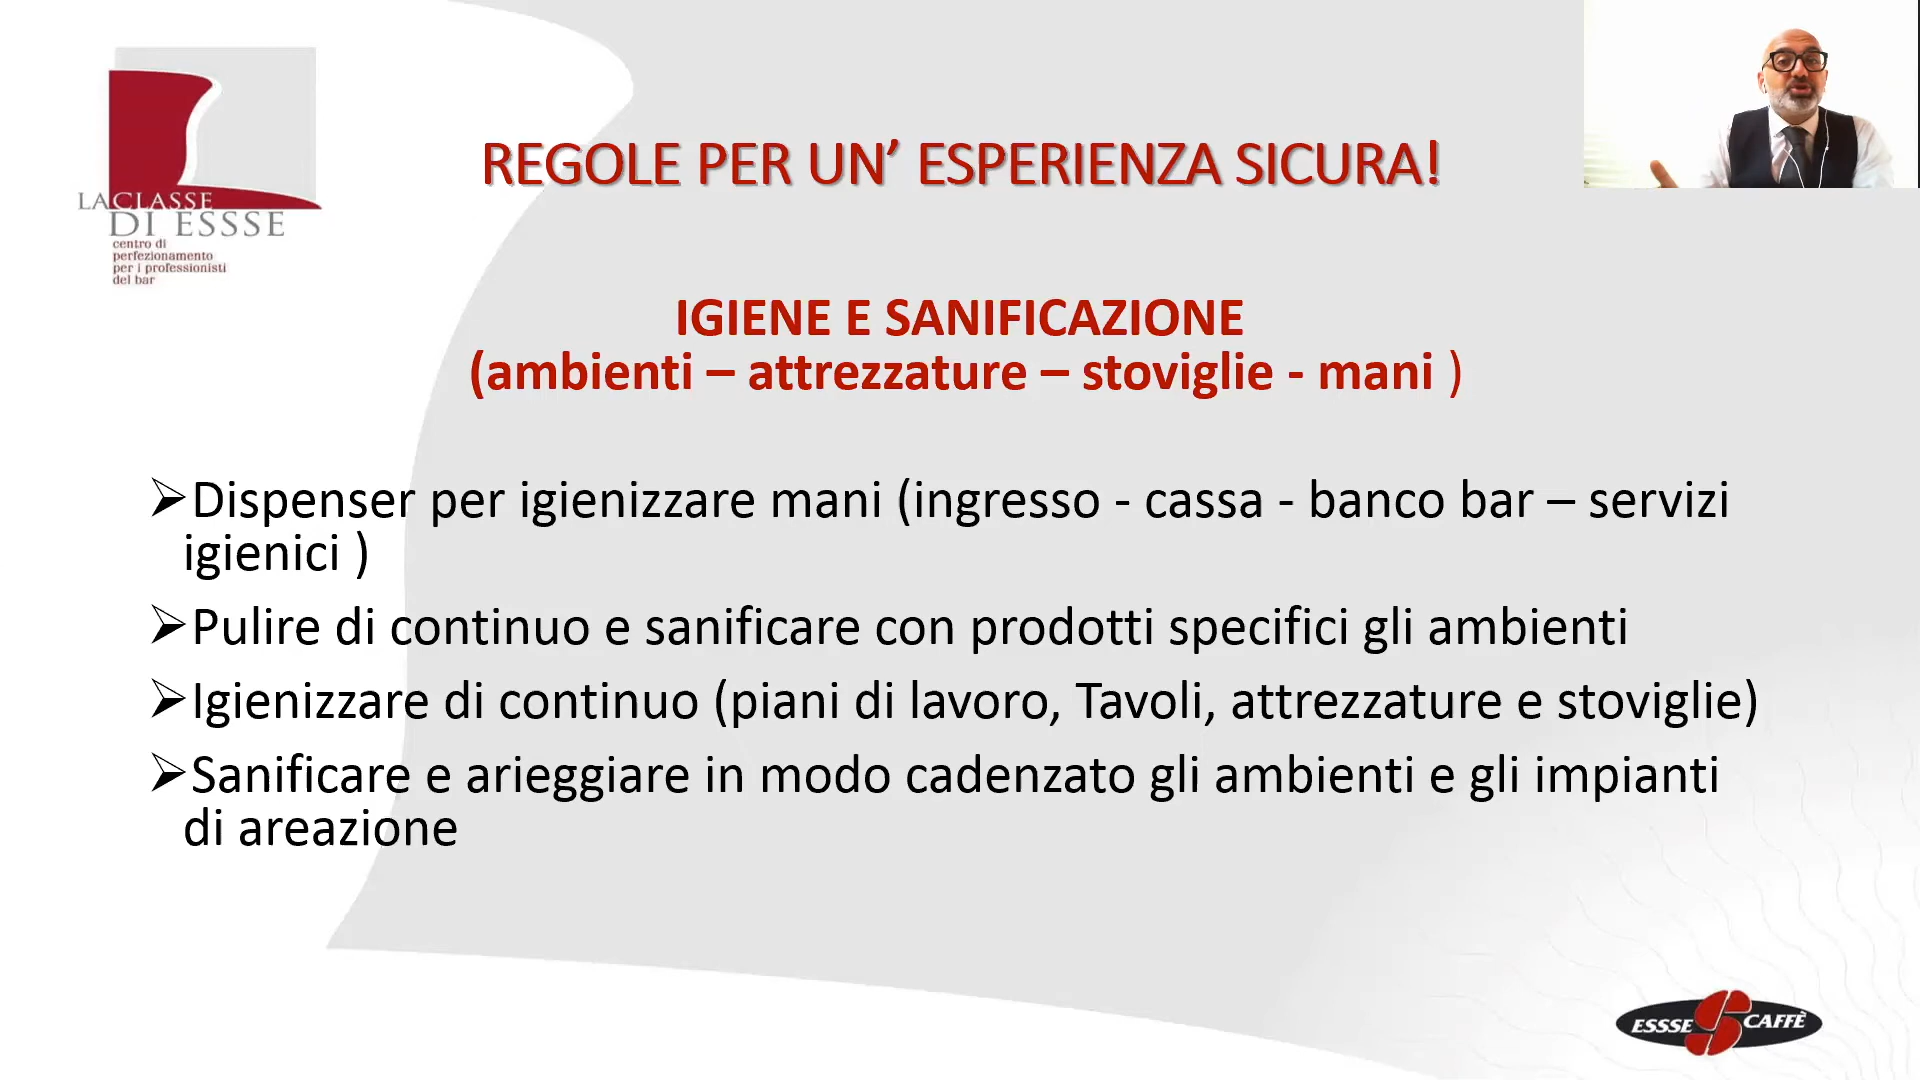 LA CLASSE
DI ESSSE
centro di
perfezionamento
per i professionisti
del bar
REGOLE PER UN’ ESPERIENZA SICURA!
IGIENE E SANIFICAZIONE
(ambienti – attrezzature – stoviglie - mani )
➢Dispenser per igienizzare mani (ingresso - cassa - banco bar – servizi
igienici )
➢Pulire di continuo e sanificare con prodotti specifici gli ambienti
➢Igienizzare di continuo (piani di lavoro, Tavoli, attrezzature e stoviglie)
➢Sanificare e arieggiare in modo cadenzato gli ambienti e gli impianti
di areazione
ESSSE CAFFÈ